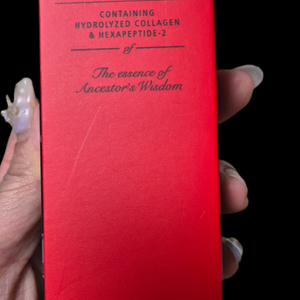 CONTAINING
HYDROLYZED COLLAGEN
& HEXAPEPTIDE-2
of
The essence of
Ancestor's Wisdom